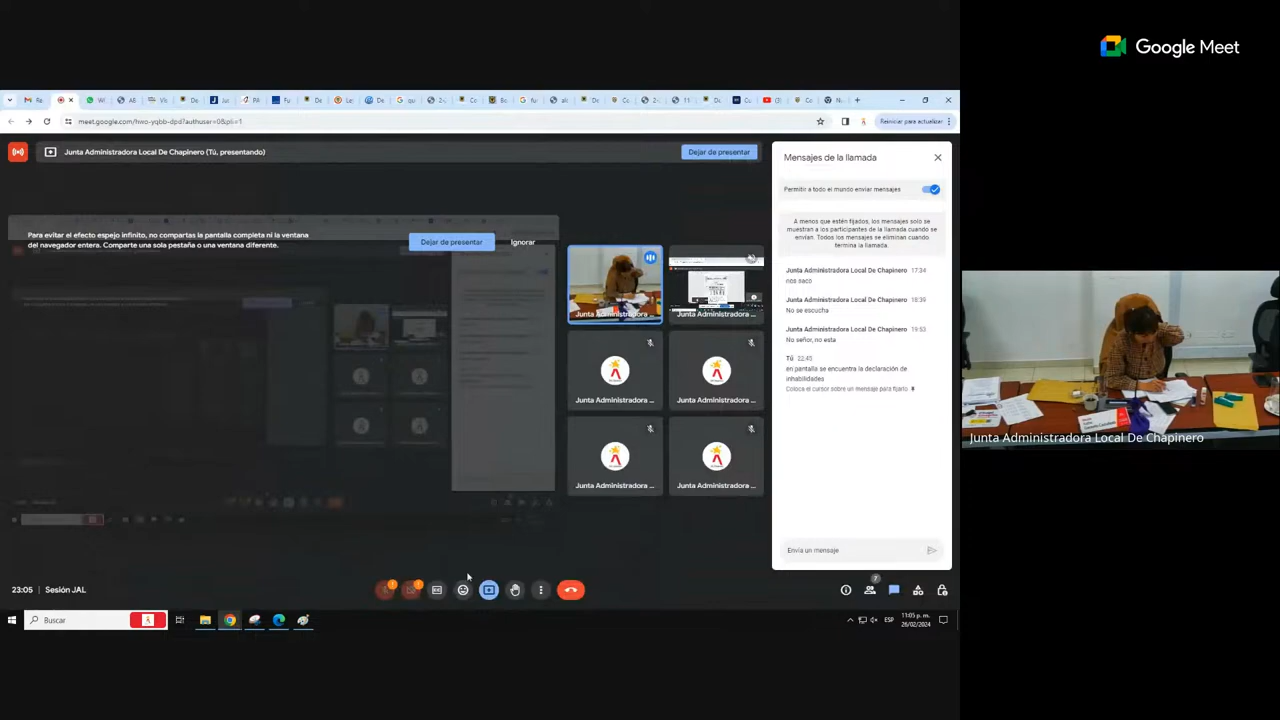 Google Meet
meet.google.com/hwo-yqbb-dpd?authuser=0&pli=1
Reiniciar para actualizar
Junta Administradora Local De Chapinero (Tú, presentando)
Dejar de presentar
Para evitar el efecto espejo infinito, no compartas la pantalla completa ni la ventana
del navegador entera. Comparte una sola pestaña o una ventana diferente.
Dejar de presentar
Ignorar
Junta Administradora ...
Junta Administradora ...
Junta Administradora ...
Junta Administradora ...
Junta Administradora ...
Junta Administradora ...
Mensajes de la llamada
Permitir a todo el mundo enviar mensajes
A menos que estén fijados, los mensajes solo se
muestran a los participantes de la llamada cuando se
envían. Todos los mensajes se eliminan cuando
termina la llamada.
Junta Administradora Local De Chapinero 17:34
nos saco
Junta Administradora Local De Chapinero 18:39
No se escucha
Junta Administradora Local De Chapinero 19:53
No señor, no esta
Tú 22:45
en pantalla se encuentra la declaración de
inhabilidades
Coloca el cursor sobre un mensaje para fijarlo
Envía un mensaje
Junta Administradora Local De Chapinero
23:05 | Sesión JAL
7
Buscar
ESP
11:05 p. m.
26/02/2024